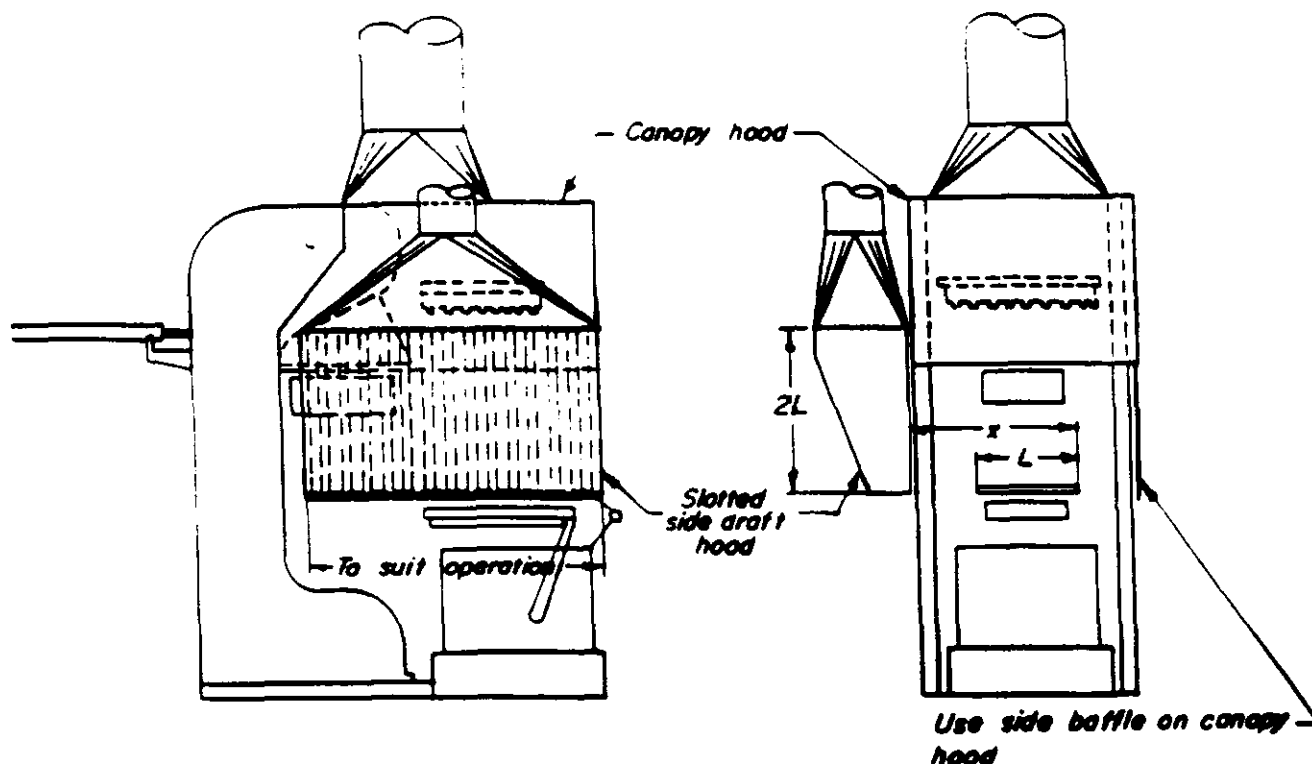 Canopy hood
2L
x
L
Slotted
side draft
hood
To suit operation
Use side baffle on canopy
hood